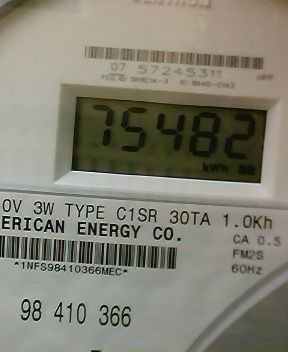 07 57245311
HPP
75482
kWh
0V 3W TYPE C1SR 30TA 1.0Kh
ERICAN ENERGY CO.
CA 0.5
FM2S
60Hz
*1NFS98410366MEC*
98 410 366